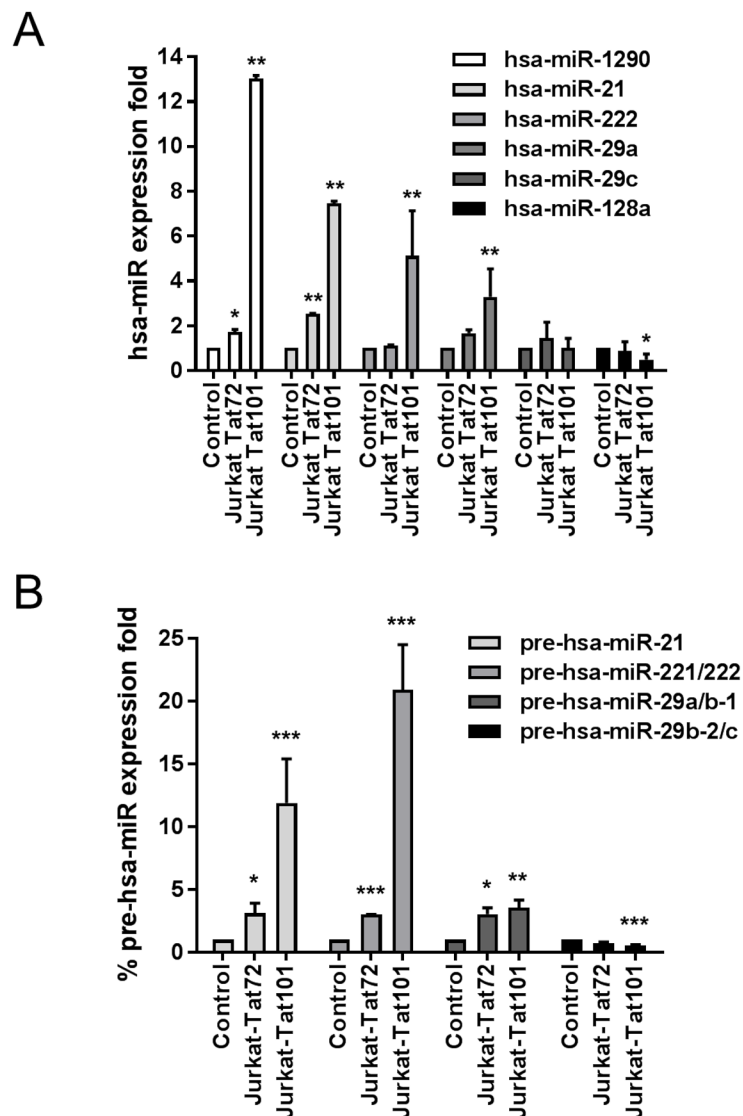 A
hsa-miR expression fold
14
12
10
8
6
4
2
0
**
*
**
**
**
**
*
hsa-miR-1290
hsa-miR-21
hsa-miR-222
hsa-miR-29a
hsa-miR-29c
hsa-miR-128a
Control
Jurkat Tat72
Jurkat Tat101
Control
Jurkat Tat72
Jurkat Tat101
Control
Jurkat Tat72
Jurkat Tat101
Control
Jurkat Tat72
Jurkat Tat101
Control
Jurkat Tat72
Jurkat Tat101
Control
Jurkat Tat72
Jurkat Tat101
B
% pre-hsa-miR expression fold
25
20
15
10
5
0
*
***
***
***
*
**
***
pre-hsa-miR-21
pre-hsa-miR-221/222
pre-hsa-miR-29a/b-1
pre-hsa-miR-29b-2/c
Control
Jurkat-Tat72
Jurkat-Tat101
Control
Jurkat-Tat72
Jurkat-Tat101
Control
Jurkat-Tat72
Jurkat-Tat101
Control
Jurkat-Tat72
Jurkat-Tat101